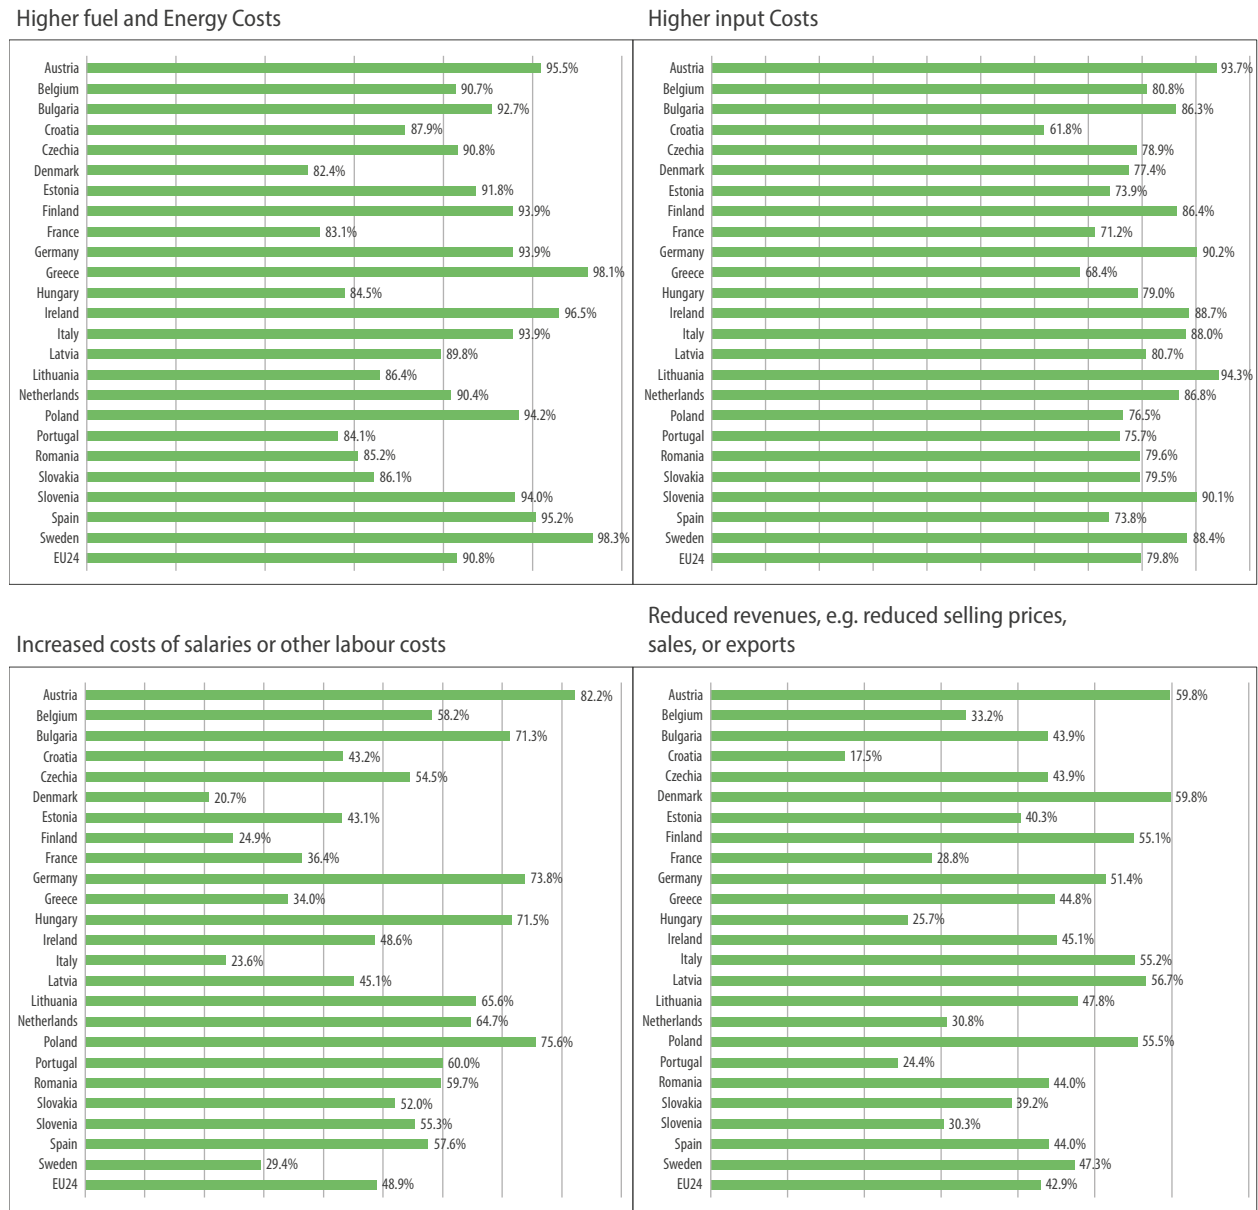 Higher fuel and Energy Costs
Austria 95.5%
Belgium 90.7%
Bulgaria 92.7%
Croatia 87.9%
Czechia 90.8%
Denmark 82.4%
Estonia 91.8%
Finland 93.9%
France 83.1%
Germany 93.9%
Greece 98.1%
Hungary 84.5%
Ireland 96.5%
Italy 93.9%
Latvia 89.8%
Lithuania 86.4%
Netherlands 90.4%
Poland 94.2%
Portugal 84.1%
Romania 85.2%
Slovakia 86.1%
Slovenia 94.0%
Spain 95.2%
Sweden 98.3%
EU24 90.8%
Higher input Costs
Austria 93.7%
Belgium 80.8%
Bulgaria 86.3%
Croatia 61.8%
Czechia 78.9%
Denmark 77.4%
Estonia 73.9%
Finland 86.4%
France 71.2%
Germany 90.2%
Greece 68.4%
Hungary 79.0%
Ireland 88.7%
Italy 88.0%
Latvia 80.7%
Lithuania 94.3%
Netherlands 86.8%
Poland 76.5%
Portugal 75.7%
Romania 79.6%
Slovakia 79.5%
Slovenia 90.1%
Spain 73.8%
Sweden 88.4%
EU24 79.8%
Increased costs of salaries or other labour costs
Austria 82.2%
Belgium 58.2%
Bulgaria 71.3%
Croatia 43.2%
Czechia 54.5%
Denmark 20.7%
Estonia 43.1%
Finland 24.9%
France 36.4%
Germany 73.8%
Greece 34.0%
Hungary 71.5%
Ireland 48.6%
Italy 23.6%
Latvia 45.1%
Lithuania 65.6%
Netherlands 64.7%
Poland 75.6%
Portugal 60.0%
Romania 59.7%
Slovakia 52.0%
Slovenia 55.3%
Spain 57.6%
Sweden 29.4%
EU24 48.9%
Reduced revenues, e.g. reduced selling prices,
sales, or exports
Austria 59.8%
Belgium 33.2%
Bulgaria 43.9%
Croatia 17.5%
Czechia 43.9%
Denmark 59.8%
Estonia 40.3%
Finland 55.1%
France 28.8%
Germany 51.4%
Greece 44.8%
Hungary 25.7%
Ireland 45.1%
Italy 55.2%
Latvia 56.7%
Lithuania 47.8%
Netherlands 30.8%
Poland 55.5%
Portugal 24.4%
Romania 44.0%
Slovakia 39.2%
Slovenia 30.3%
Spain 44.0%
Sweden 47.3%
EU24 42.9%